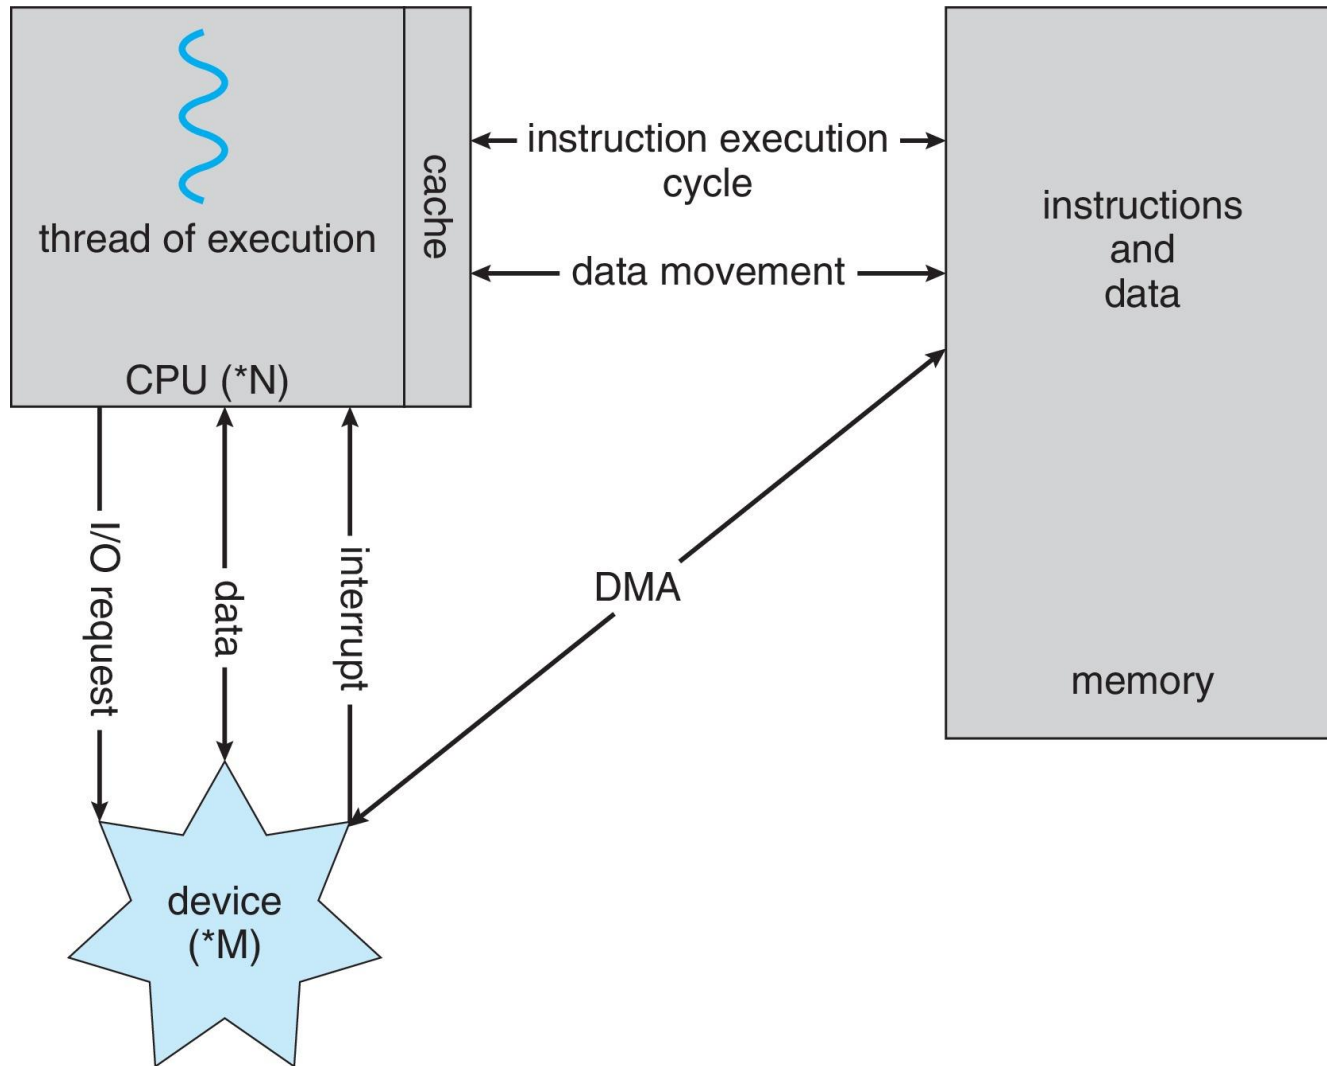 thread of execution
CPU (*N)
cache
instruction execution
cycle
data movement
instructions
and
data
memory
I/O request
data
interrupt
DMA
device
(*M)